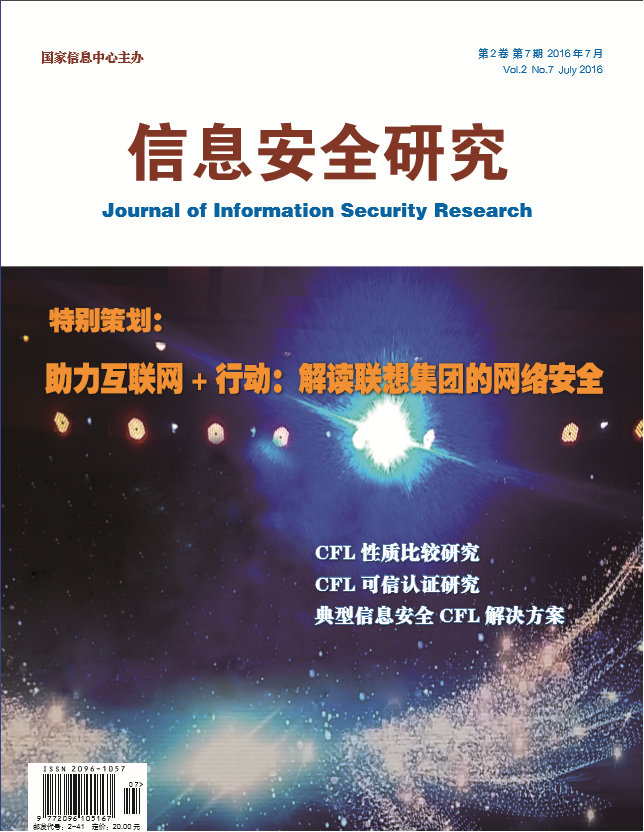 国家信息中心主办
第2卷 第7期 2016年7月
Vol.2 No.7 July 2016
信息安全研究
Journal of Information Security Research
特别策划：
助力互联网 + 行动：解读联想集团的网络安全
CFL 性质比较研究
CFL 可信认证研究
典型信息安全 CFL 解决方案
ISSN 2096-1057
07>
9 772096 105167
邮发代号：2-41 定价：20.00 元